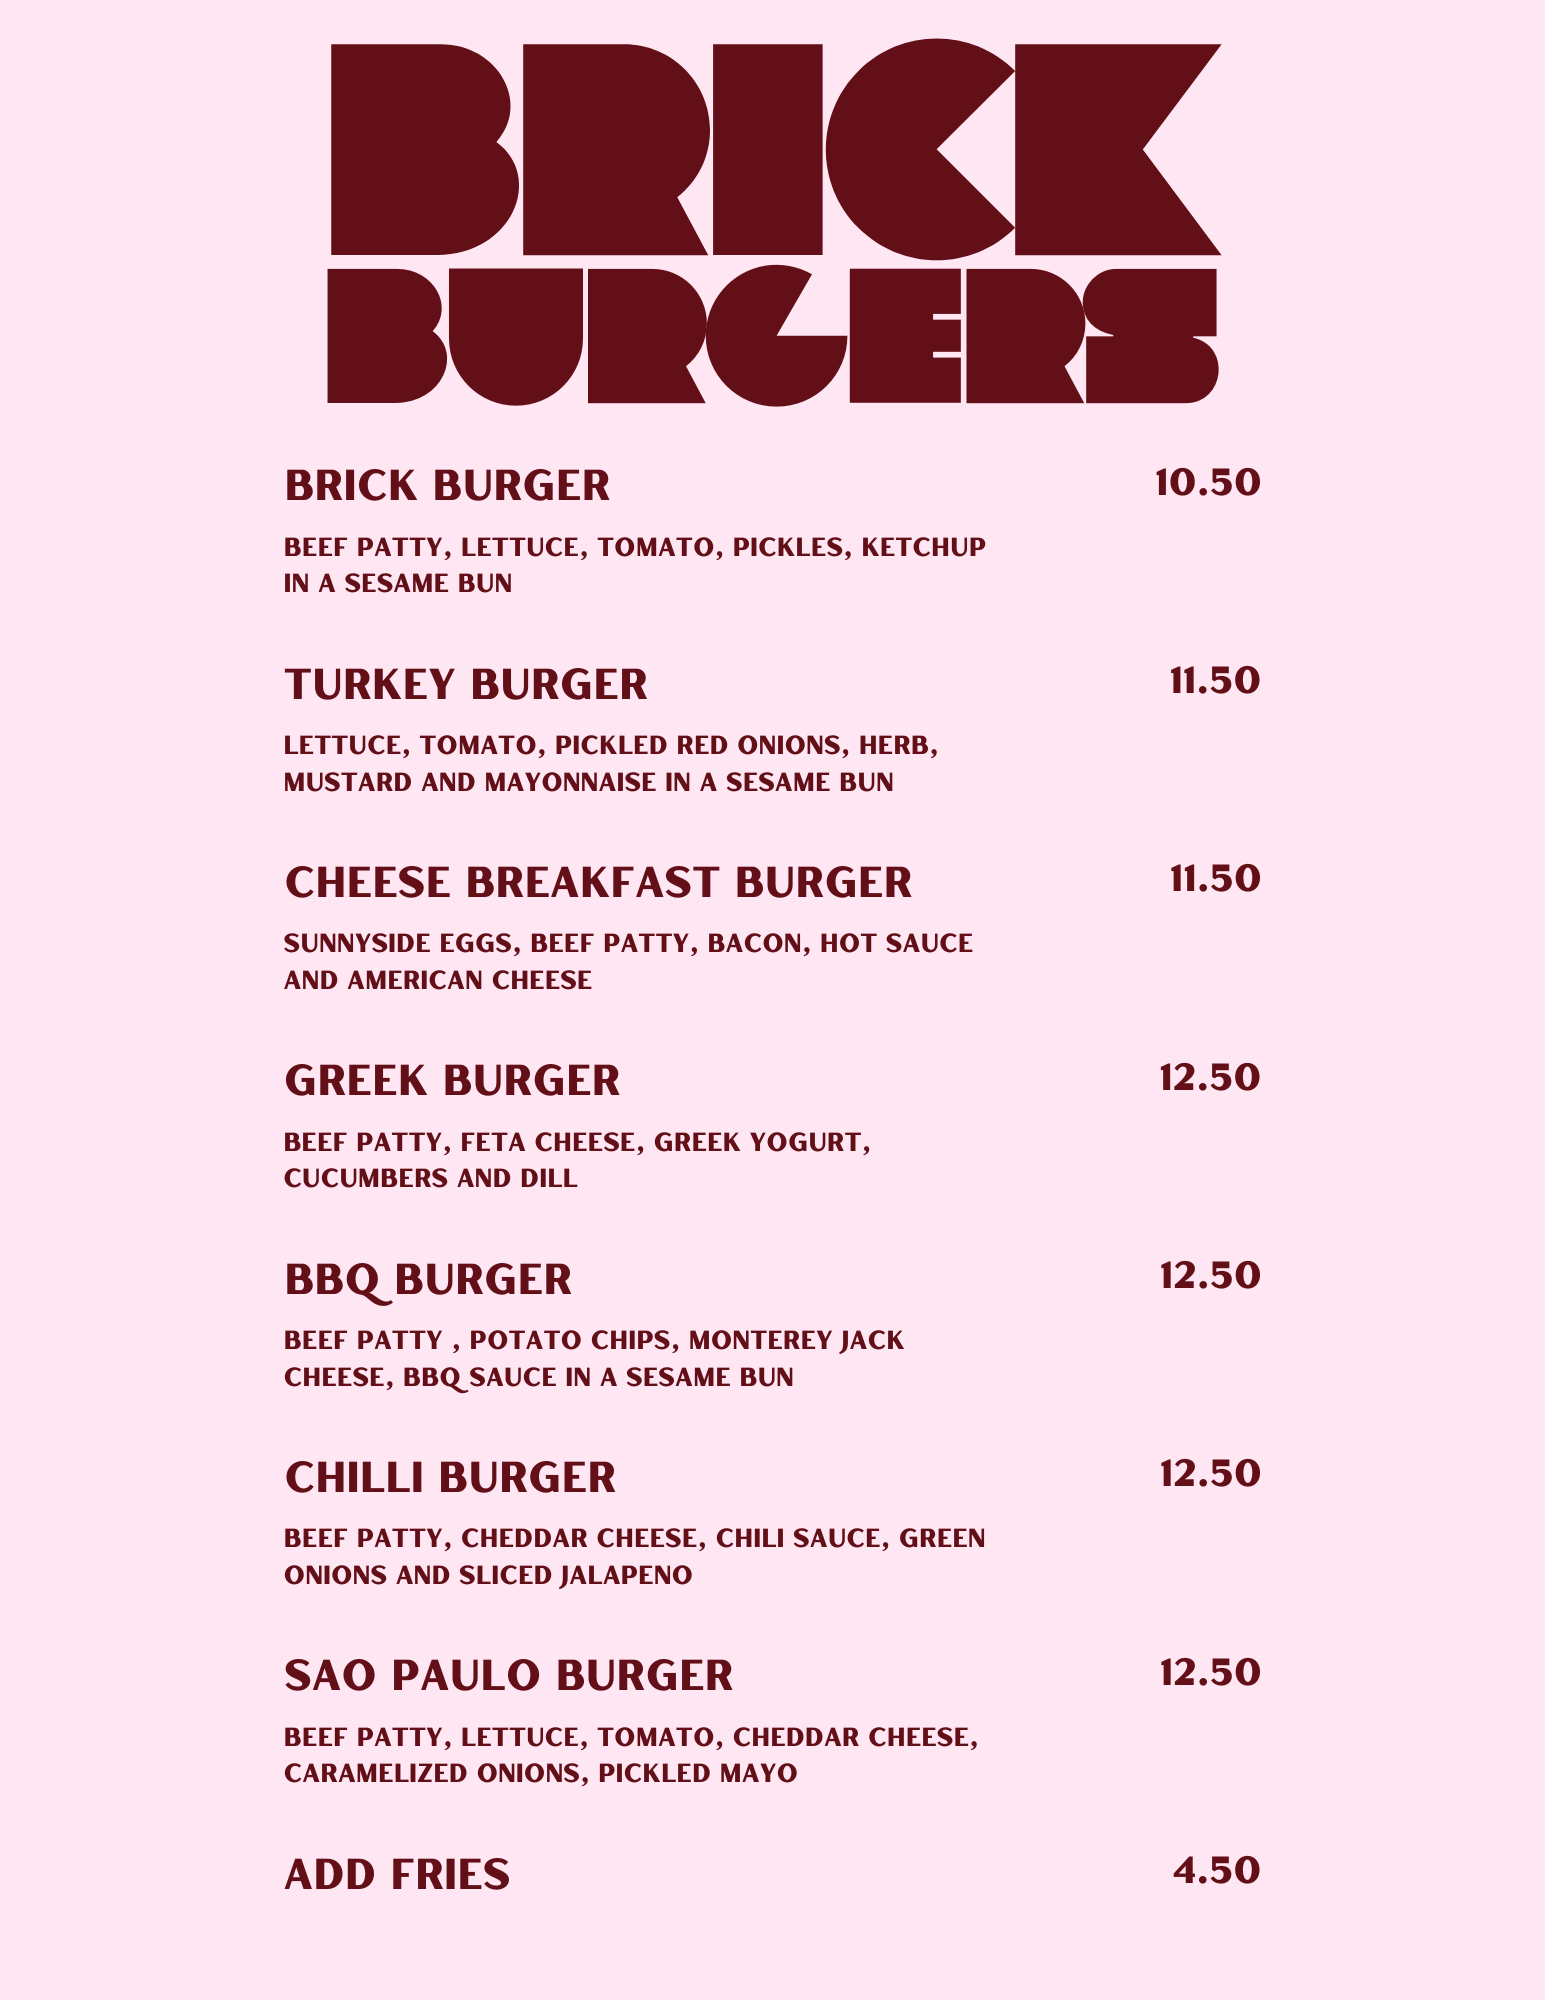 BRICK
BURGERS
BRICK BURGER 10.50
BEEF PATTY, LETTUCE, TOMATO, PICKLES, KETCHUP
IN A SESAME BUN
TURKEY BURGER 11.50
LETTUCE, TOMATO, PICKLED RED ONIONS, HERB,
MUSTARD AND MAYONNAISE IN A SESAME BUN
CHEESE BREAKFAST BURGER 11.50
SUNNYSIDE EGGS, BEEF PATTY, BACON, HOT SAUCE
AND AMERICAN CHEESE
GREEK BURGER 12.50
BEEF PATTY, FETA CHEESE, GREEK YOGURT,
CUCUMBERS AND DILL
BBQ BURGER 12.50
BEEF PATTY , POTATO CHIPS, MONTEREY JACK
CHEESE, BBQ SAUCE IN A SESAME BUN
CHILLI BURGER 12.50
BEEF PATTY, CHEDDAR CHEESE, CHILI SAUCE, GREEN
ONIONS AND SLICED JALAPENO
SAO PAULO BURGER 12.50
BEEF PATTY, LETTUCE, TOMATO, CHEDDAR CHEESE,
CARAMELIZED ONIONS, PICKLED MAYO
ADD FRIES 4.50